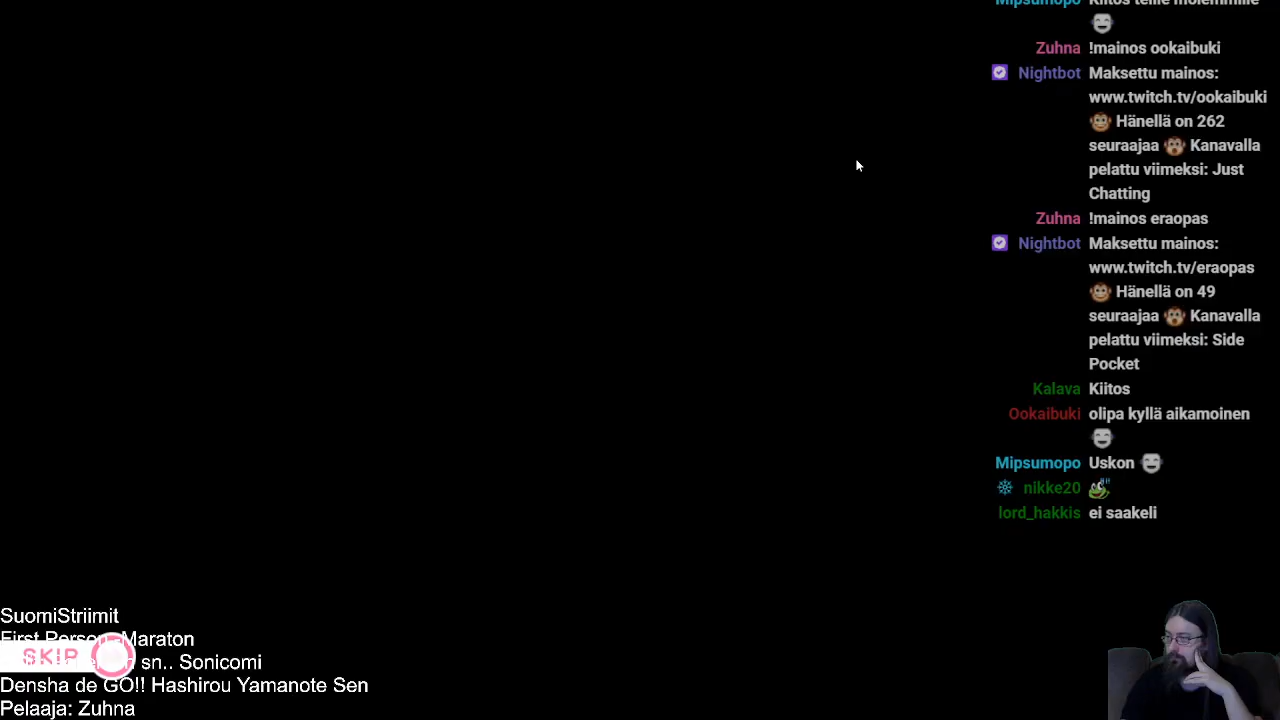 Mipsumopo Kiitos teille molemmille
Zuhna !mainos ookaibuki
Nightbot Maksettu mainos:
www.twitch.tv/ookaibuki
Hänellä on 262
seuraajaa Kanavalla
pelattu viimeksi: Just
Chatting
Zuhna !mainos eraopas
Nightbot Maksettu mainos:
www.twitch.tv/eraopas
Hänellä on 49
seuraajaa Kanavalla
pelattu viimeksi: Side
Pocket
Kalava Kiitos
Ookaibuki olipa kyllä aikamoinen
Mipsumopo Uskon
nikke20
lord_hakkis ei saakeli
SuomiStriimit
First Person -Maraton
SKIP
sn.. Sonicomi
Densha de GO!! Hashirou Yamanote Sen
Pelaaja: Zuhna